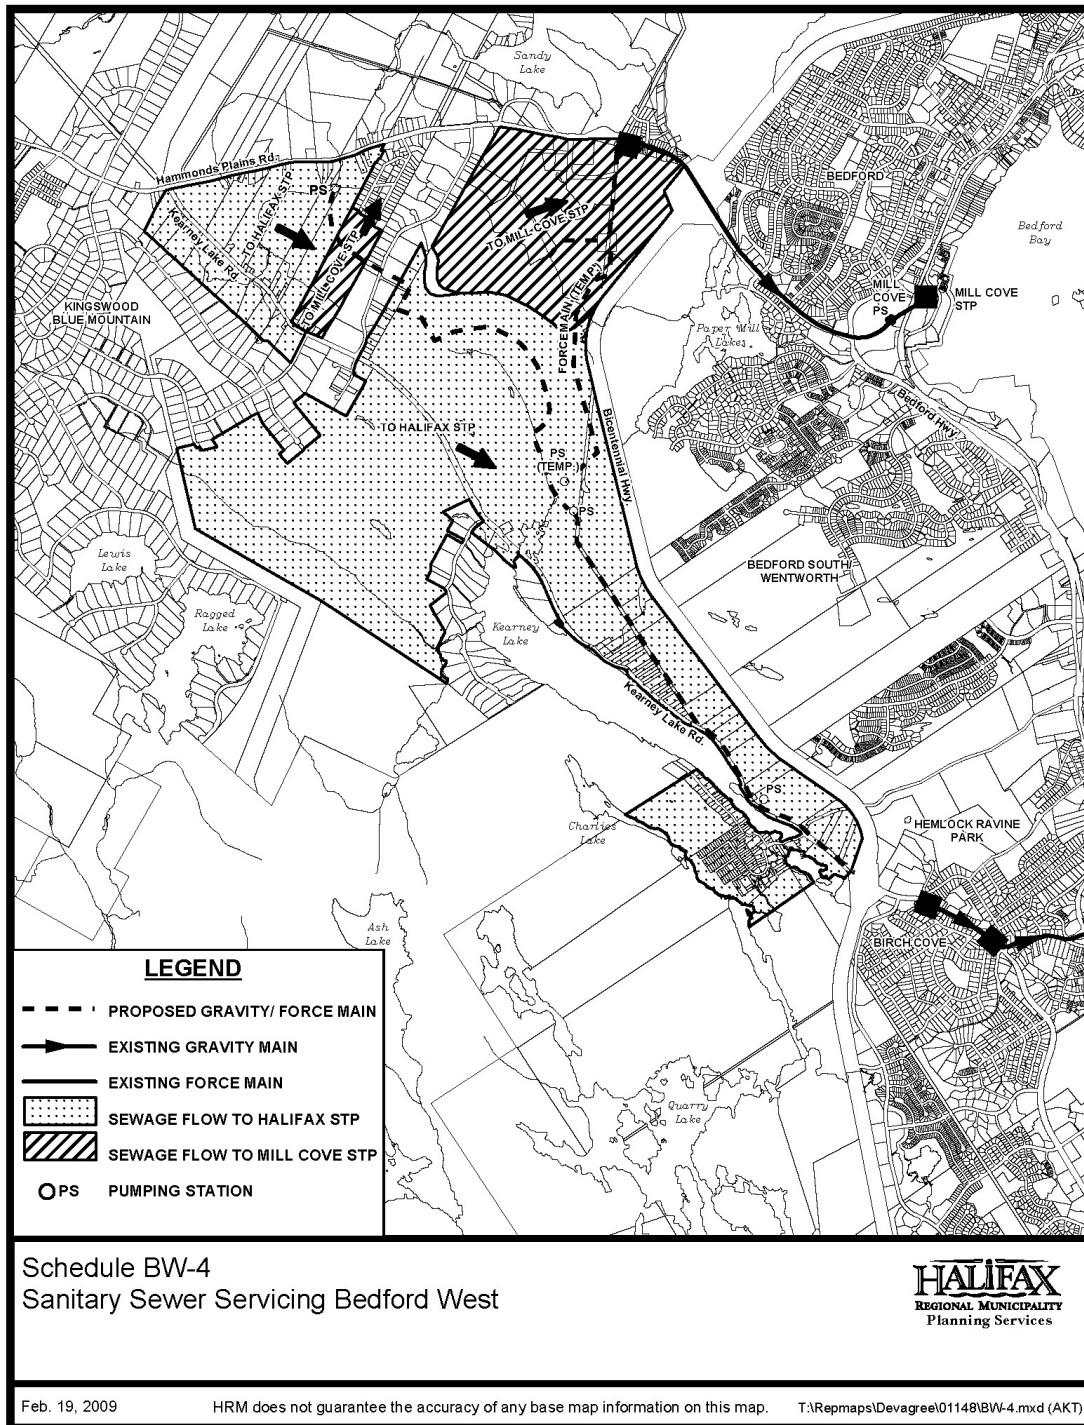 Sandy
Lake
Hammonds Plains Rd.
PS
TO HALIFAX STP
Kearney Lake Rd.
TO MILL COVE STP
TO MILL COVE STP
BEDFORD
Bedford
Bay
KINGSWOOD
BLUE MOUNTAIN
MILL
COVE
PS
MILL COVE
STP
FORCEMAIN (TEMP.)
Paper Mill
Lakes
Bedford Hwy.
Bicentennial Hwy.
TO HALIFAX STP
PS
(TEMP.)
PS
Lewis
Lake
BEDFORD SOUTH/
WENTWORTH
Ragged
Lake
Kearney
Lake
Kearney Lake Rd.
PS
Charlies
Lake
HEMLOCK RAVINE
PARK
Ash
Lake
BIRCH COVE
Quarry
Lake
LEGEND
PROPOSED GRAVITY/ FORCE MAIN
EXISTING GRAVITY MAIN
EXISTING FORCE MAIN
SEWAGE FLOW TO HALIFAX STP
SEWAGE FLOW TO MILL COVE STP
PS PUMPING STATION
Schedule BW-4
Sanitary Sewer Servicing Bedford West
HALIFAX
REGIONAL MUNICIPALITY
Planning Services
Feb. 19, 2009 HRM does not guarantee the accuracy of any base map information on this map. T:\Repmaps\Devagree\01148\BW-4.mxd (AKT)